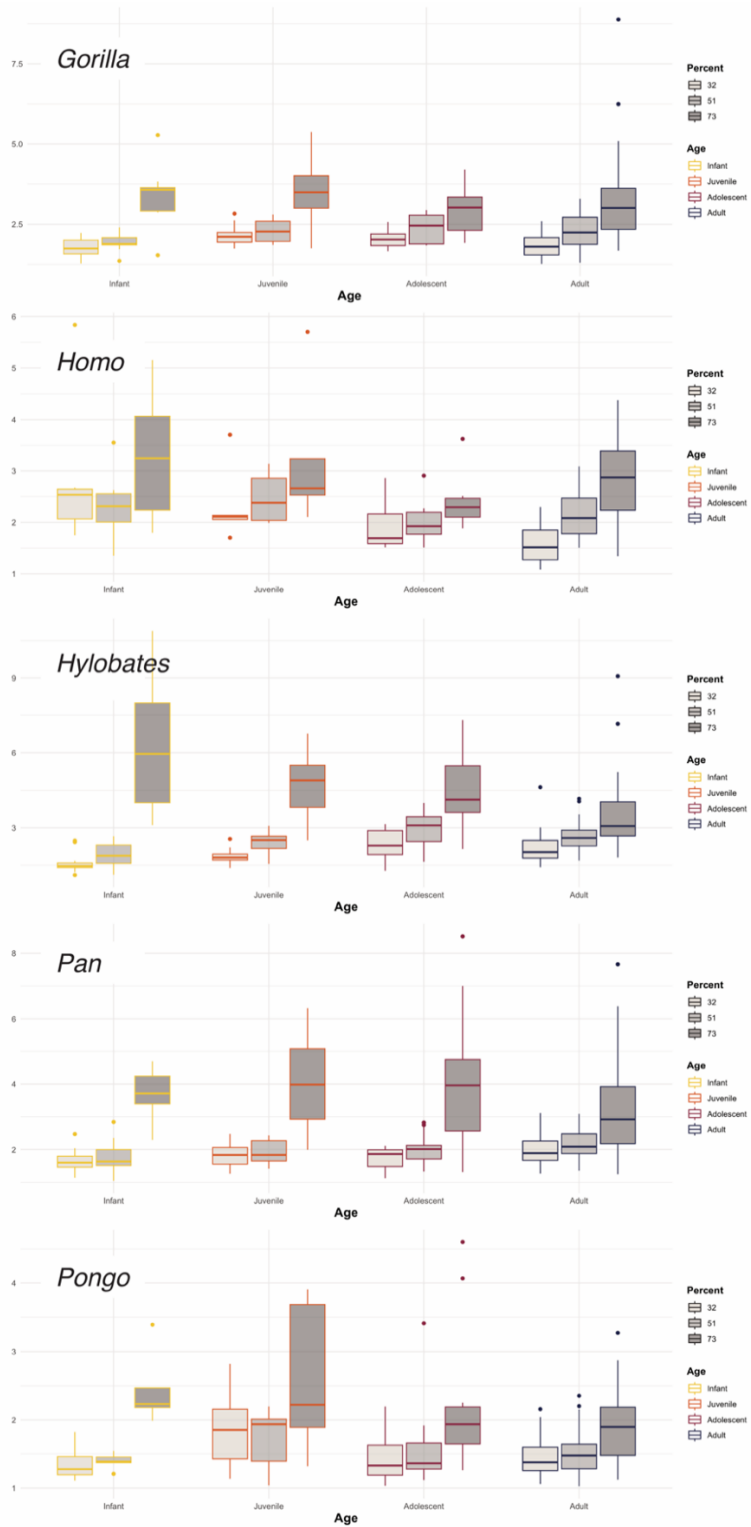 Gorilla
7.5
5.0
2.5
Infant Juvenile Adolescent Adult
Age
Percent
32
51
73
Age
Infant
Juvenile
Adolescent
Adult
Homo
6
5
4
3
2
1
Infant Juvenile Adolescent Adult
Age
Percent
32
51
73
Age
Infant
Juvenile
Adolescent
Adult
Hylobates
9
6
3
Infant Juvenile Adolescent Adult
Age
Percent
32
51
73
Age
Infant
Juvenile
Adolescent
Adult
Pan
8
6
4
2
Infant Juvenile Adolescent Adult
Age
Percent
32
51
73
Age
Infant
Juvenile
Adolescent
Adult
Pongo
4
3
2
1
Infant Juvenile Adolescent Adult
Age
Percent
32
51
73
Age
Infant
Juvenile
Adolescent
Adult